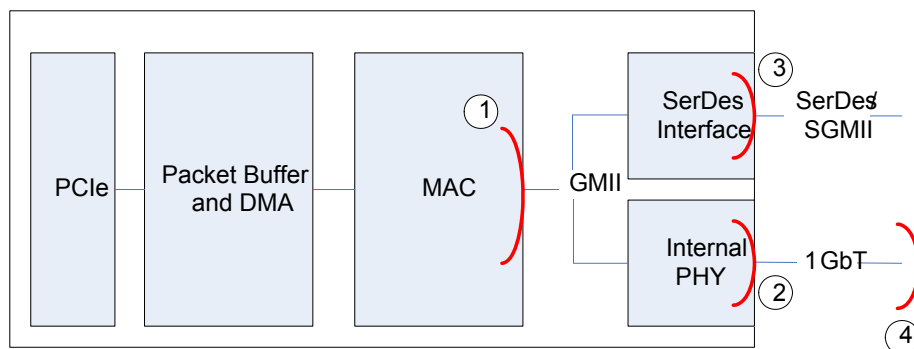 PCIe
Packet Buffer
and DMA
1
MAC
GMII
SerDes
Interface
3
SerDes/
SGMII
Internal
PHY
2
1GbT
4